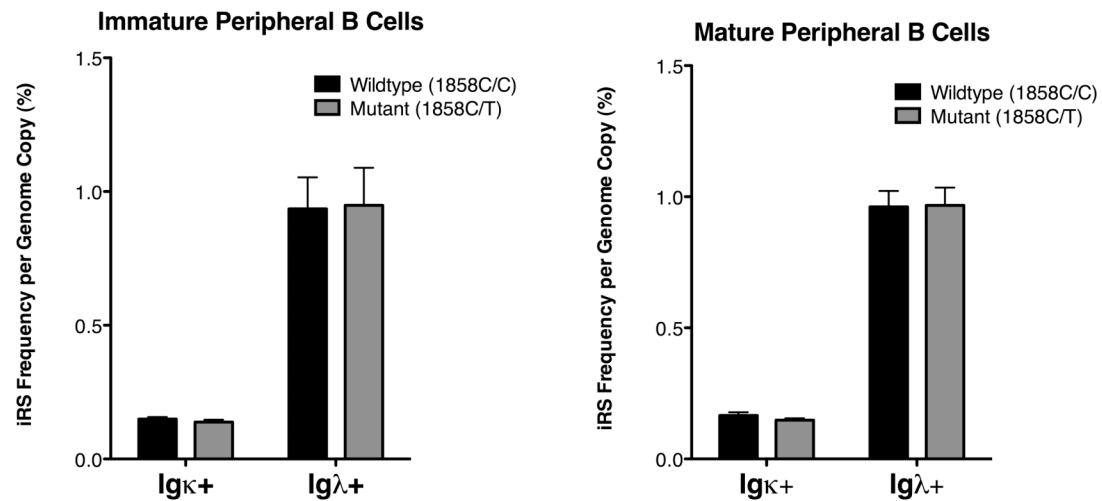 Immature Peripheral B Cells
iRS Frequency per Genome Copy (%)
1.5
1.0
0.5
0.0
Wildtype (1858C/C)
Mutant (1858C/T)
Igκ+
Igλ+
Mature Peripheral B Cells
iRS Frequency per Genome Copy (%)
1.5
1.0
0.5
0.0
Wildtype (1858C/C)
Mutant (1858C/T)
Igκ+
Igλ+